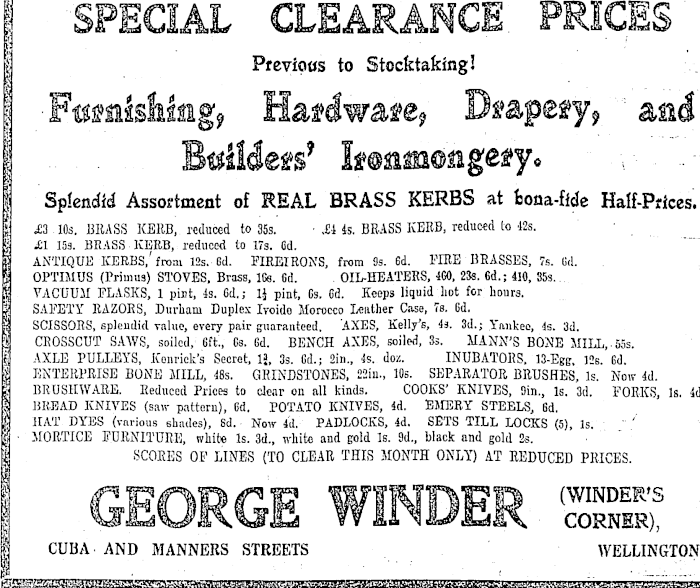 SPECIAL CLEARANCE PRICES
Previous to Stocktaking!
Furnishing, Hardware, Drapery, and
Builders' Ironmongery.
Splendid Assortment of REAL BRASS KERBS at bona-fide Half-Prices.
£3 10s. BRASS KERB, reduced to 35s. £4 4s. BRASS KERB, reduced to 42s.
£1 15s. BRASS KERB, reduced to 17s. 6d.
ANTIQUE KERBS, from 12s. 6d. FIREIRONS, from 9s. 6d. FIRE BRASSES, 7s. 6d.
OPTIMUS (Primus) STOVES, Brass, 16s. 6d. OIL-HEATERS, 460, 23s. 6d.; 410, 35s.
VACUUM FLASKS, 1 pint, 4s. 6d.; 1½ pint, 6s. 6d. Keeps liquid hot for hours.
SAFETY RAZORS, Durham Duplex Ivoide Morocco Leather Case, 7s. 6d.
SCISSORS, splendid value, every pair guaranteed. AXES, Kelly's, 4s. 3d.; Yankee, 4s. 3d.
CROSSCUT SAWS, soiled, 6ft., 6s. 6d. BENCH AXES, soiled, 3s. MANN'S BONE MILL, 55s.
AXLE PULLEYS, Kenrick's Secret, 1¾, 3s. 6d.; 2in., 4s. doz. INUBATORS, 13-Egg, 12s. 6d.
ENTERPRISE BONE MILL, 48s. GRINDSTONES, 22in., 10s. SEPARATOR BRUSHES, 1s. Now 4d.
BRUSHWARE. Reduced Prices to clear on all kinds. COOKS' KNIVES, 9in., 1s. 3d. FORKS, 1s. 4d
BREAD KNIVES (saw pattern), 6d. POTATO KNIVES, 4d. EMERY STEELS, 6d.
HAT DYES (various shades), 8d. Now 4d. PADLOCKS, 4d. SETS TILL LOCKS (5), 1s.
MORTICE FURNITURE, white 1s. 3d., white and gold 1s. 9d., black and gold 2s.
SCORES OF LINES (TO CLEAR THIS MONTH ONLY) AT REDUCED PRICES.
GEORGE WINDER (WINDER'S CORNER),
CUBA AND MANNERS STREETS WELLINGTON